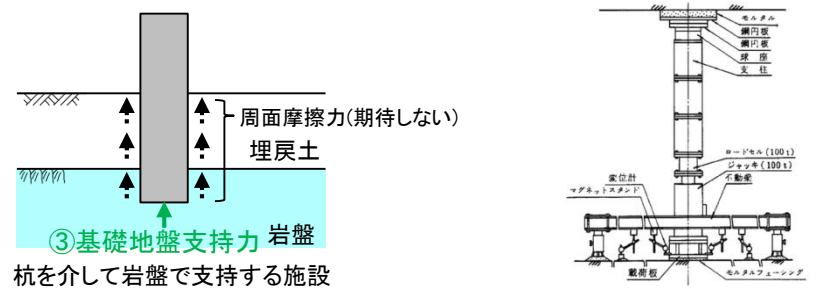 周面摩擦力(期待しない)
埋戻土
③基礎地盤支持力
岩盤
杭を介して岩盤で支持する施設
モルタル
鋼円板
鋼円板
球座
支柱
ロードセル(100t)
ジャッキ(100t)
変位計
不動梁
マグネットスタンド
載荷板
モルタルフェーシング